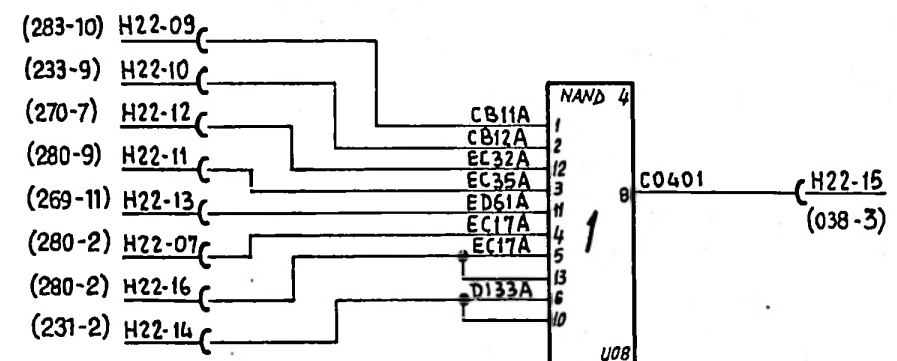 (283-10) H22-09
(233-9) H22-10
(270-7) H22-12
(280-9) H22-11
(269-11) H22-13
(280-2) H22-07
(280-2) H22-16
(231-2) H22-14
NAND 4
CB11A 1
CB12A 2
EC32A 12
EC35A 3
ED61A 11
EC17A 4
EC17A 5
13
D133A 6
10
1
8 CO401 H22-15
(038-3)
U08